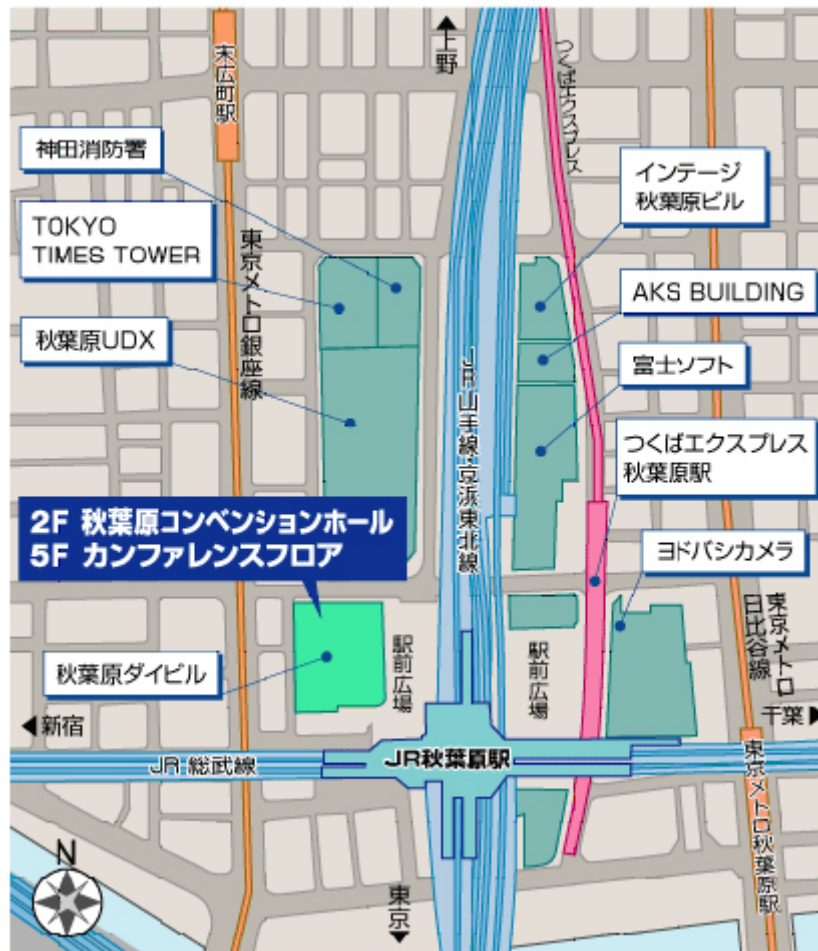 上野
末広町駅
つくばエクスプレス
神田消防署
インテージ
秋葉原ビル
TOKYO
TIMES TOWER
東京メトロ銀座線
AKS BUILDING
秋葉原UDX
JR山手線・京浜東北線
富士ソフト
つくばエクスプレス
秋葉原駅
2F 秋葉原コンベンションホール
5F カンファレンスフロア
ヨドバシカメラ
東京メトロ
日比谷線
秋葉原ダイビル
駅前広場
駅前広場
千葉
新宿
JR 総武線
JR秋葉原駅
東京メトロ秋葉原駅
N
東京